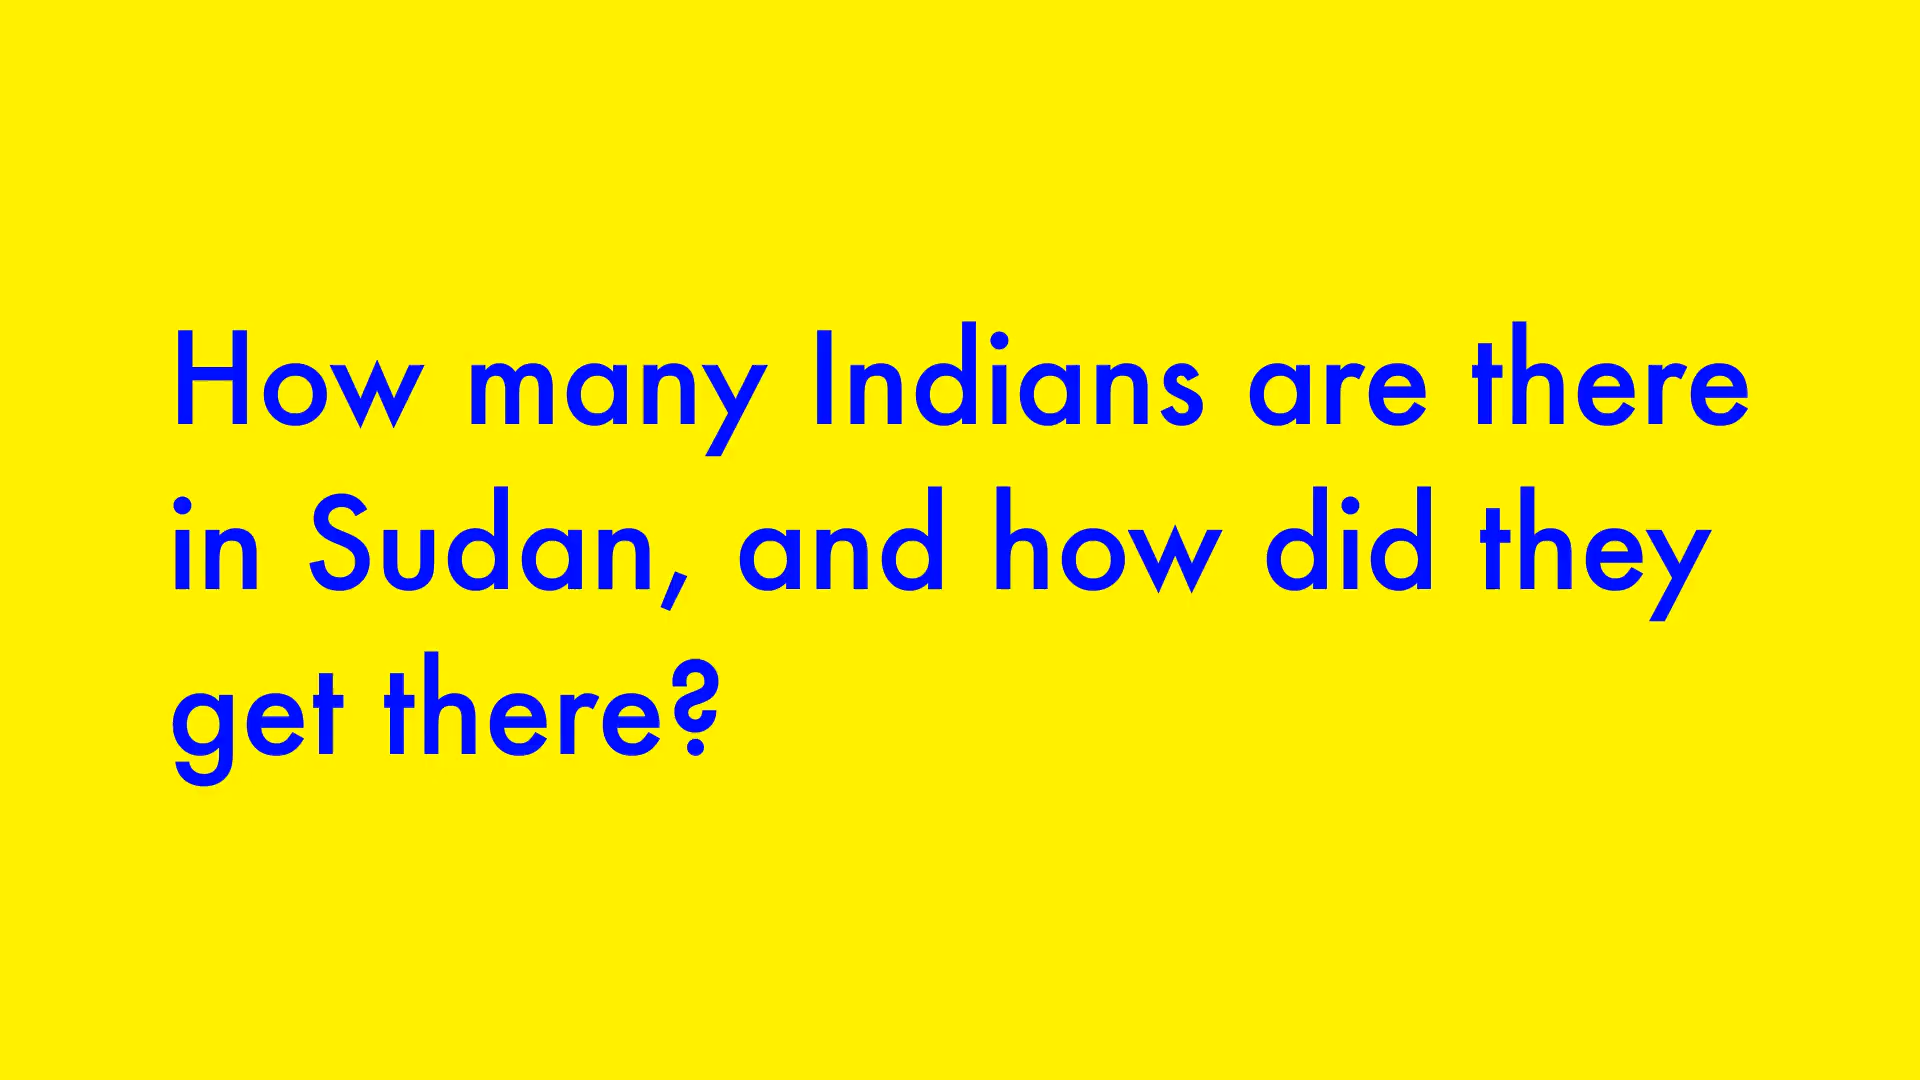 How many Indians are there
in Sudan, and how did they
get there?